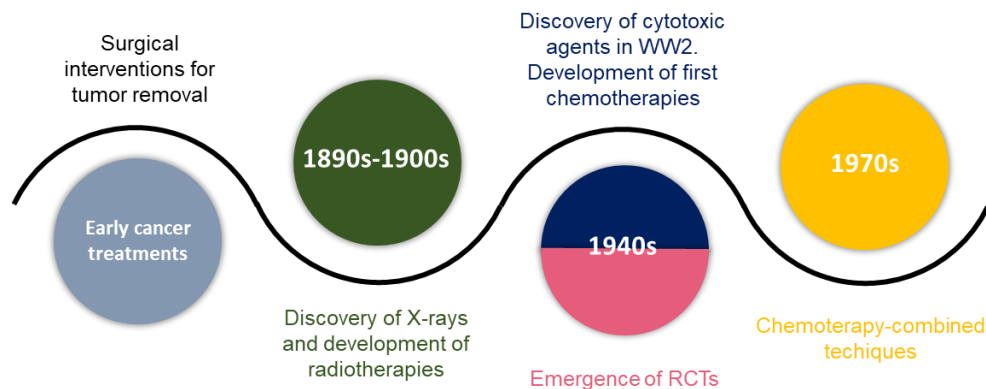 Surgical
interventions for
tumor removal
Early cancer
treatments
1890s-1900s
Discovery of X-rays
and development of
radiotherapies
Discovery of cytotoxic
agents in WW2.
Development of first
chemotherapies
1940s
Emergence of RCTs
1970s
Chemoterapy-combined
techiques